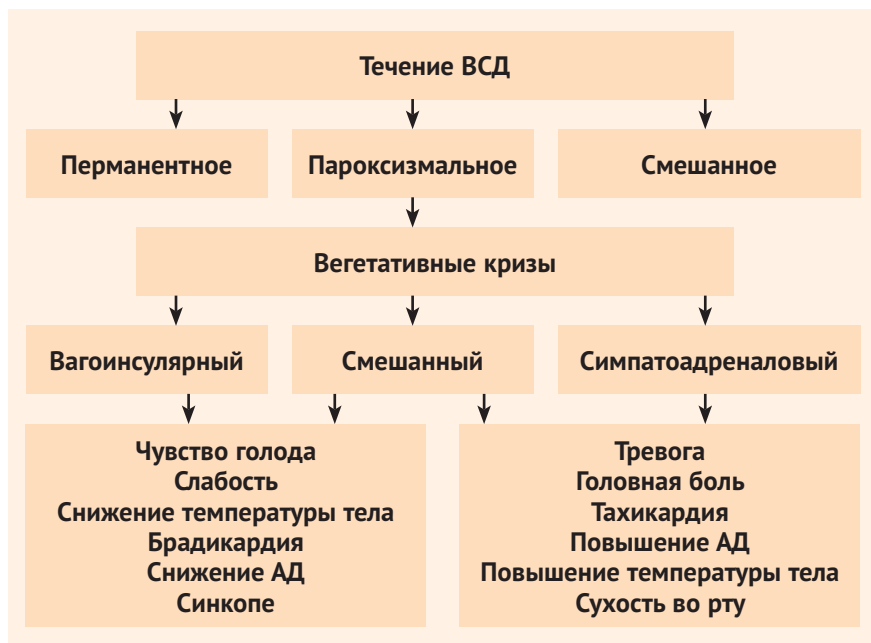 Течение ВСД
Перманентное
Пароксизмальное
Смешанное
Вегетативные кризы
Вагоинсулярный
Смешанный
Симпатоадреналовый
Чувство голода
Слабость
Снижение температуры тела
Брадикардия
Снижение АД
Синкопе
Тревога
Головная боль
Тахикардия
Повышение АД
Повышение температуры тела
Сухость во рту